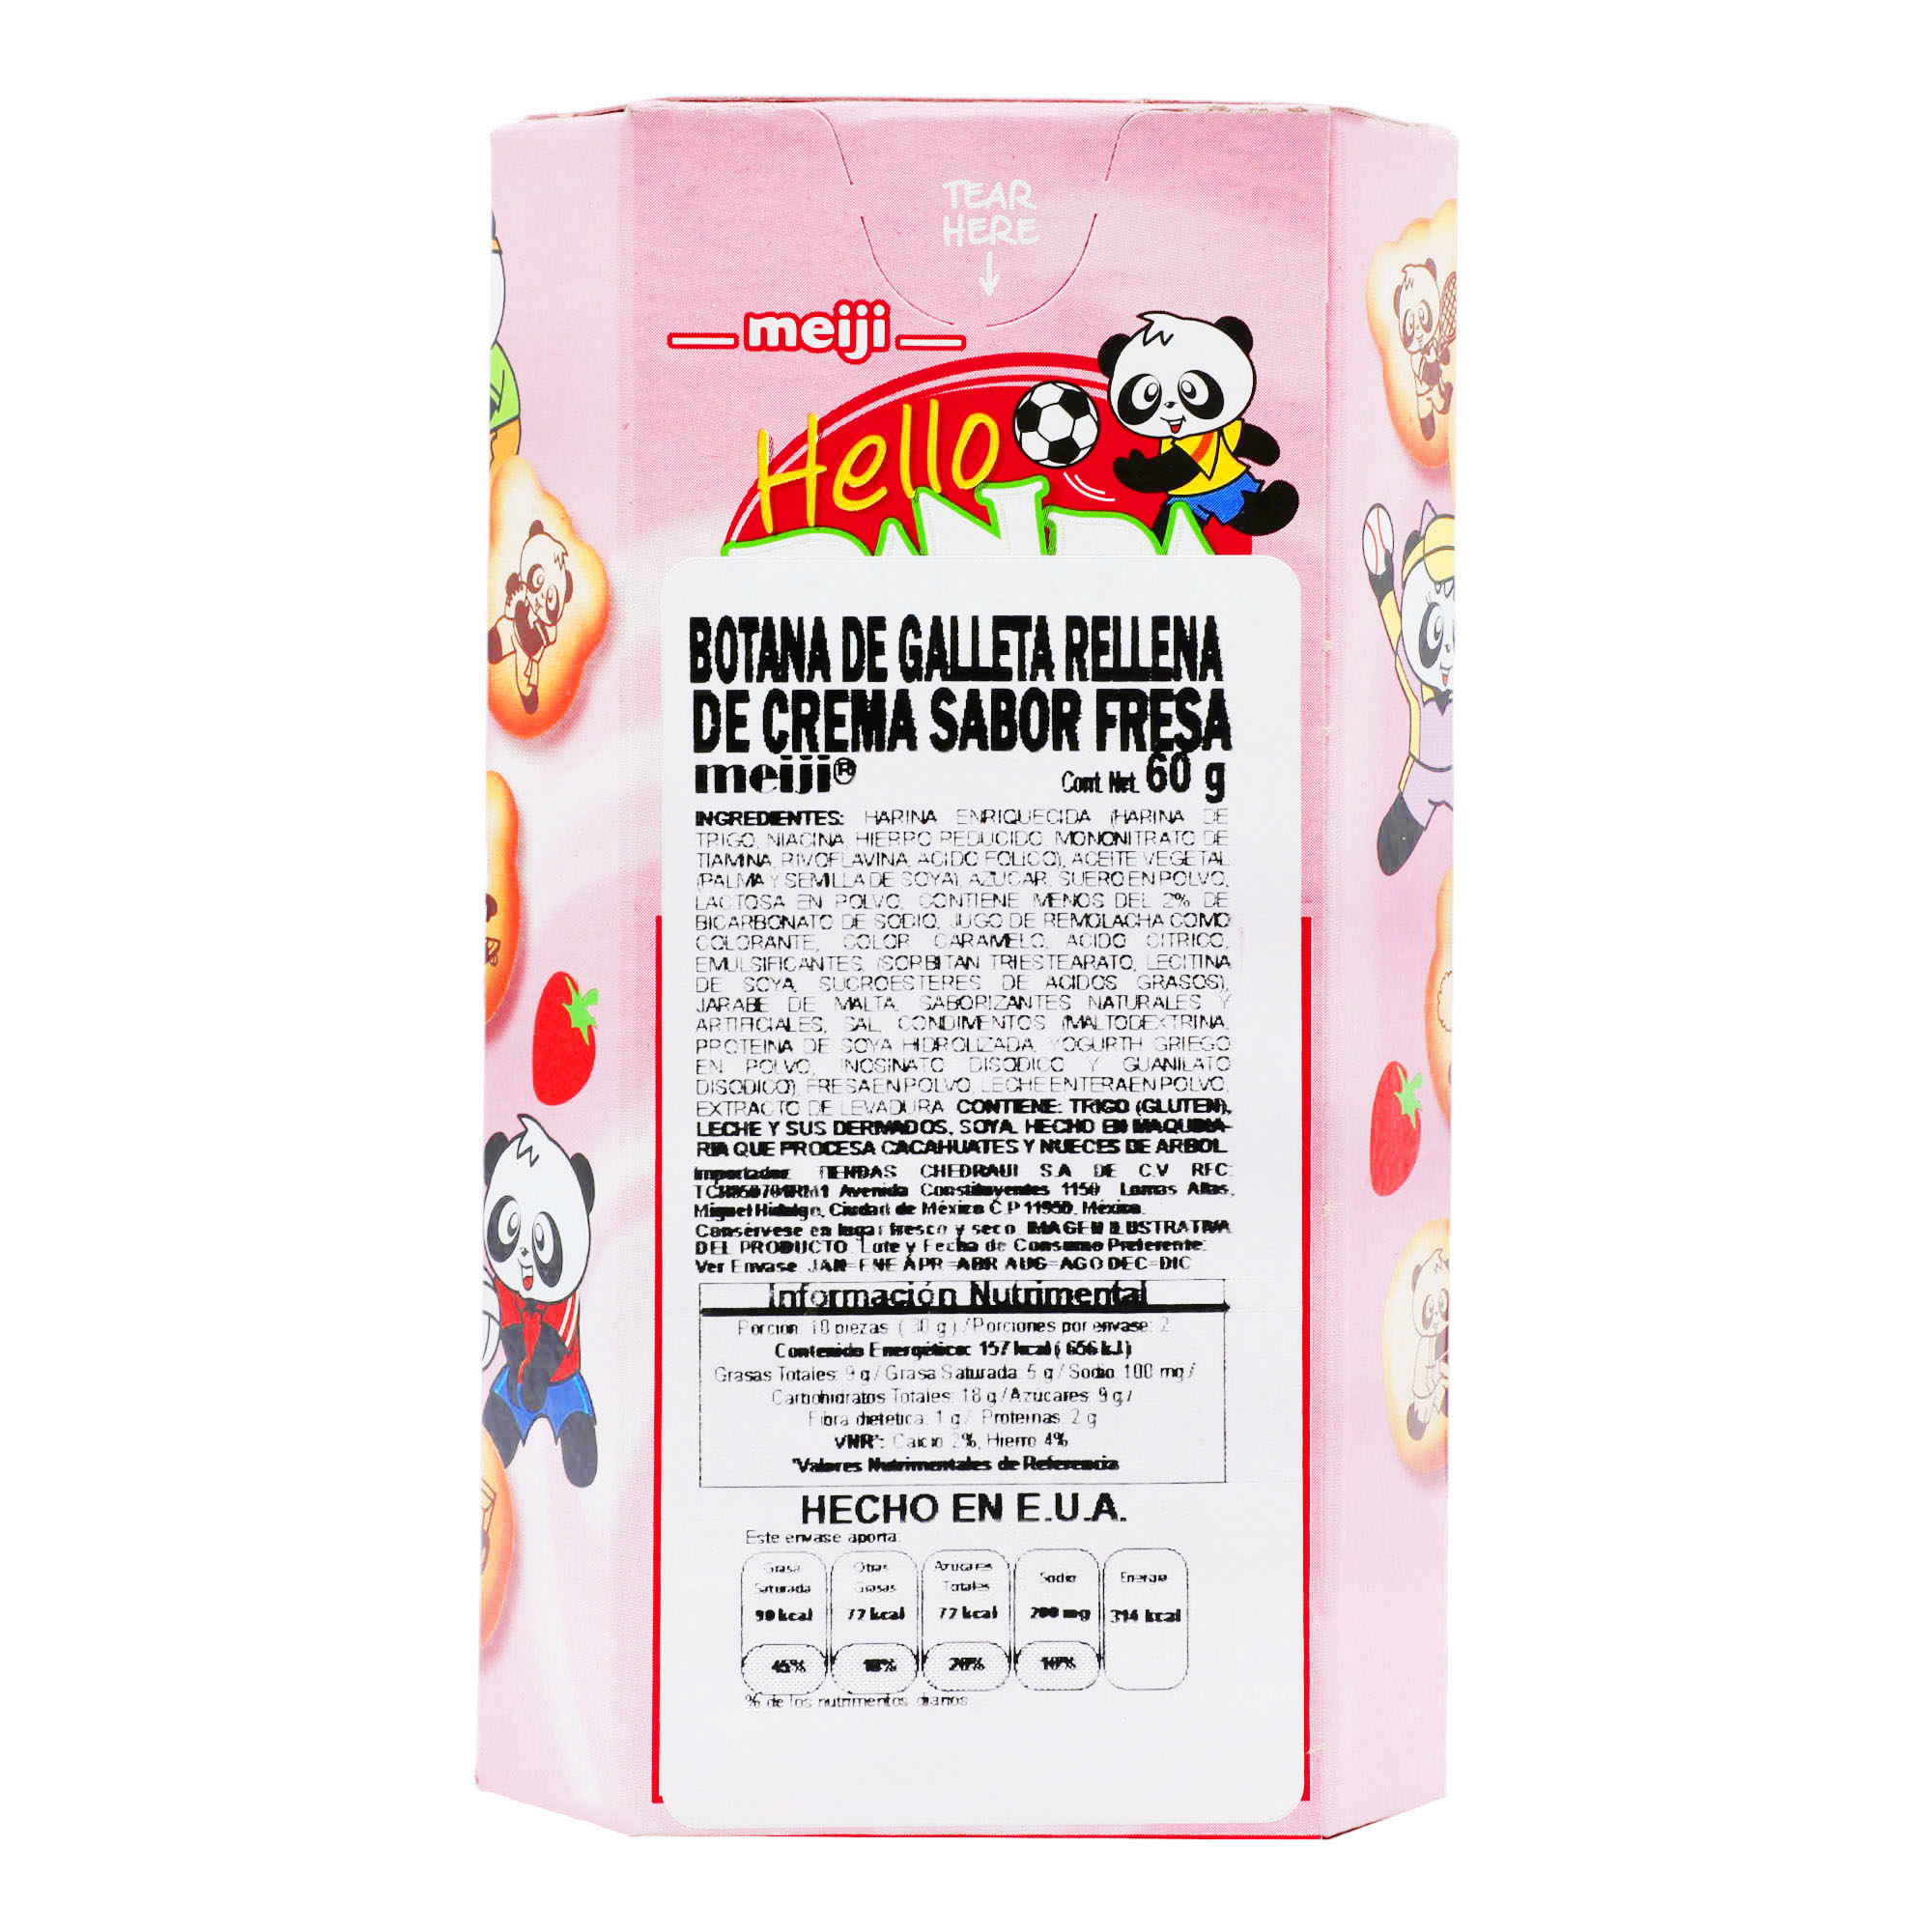 TEAR
HERE
meiji
Hello
PANDA
BOTANA DE GALLETA RELLENA
DE CREMA SABOR FRESA
meiji®
Cont. Net. 60 g
INGREDIENTES: HARINA ENRIQUECIDA (HARINA DE
TRIGO, NIACINA, HIERRO REDUCIDO, MONONITRATO DE
TIAMINA, RIVOFLAVINA, ACIDO FOLICO), ACEITE VEGETAL
(PALMA Y SEMILLA DE SOYA), AZUCAR, SUERO EN POLVO,
LACTOSA EN POLVO, CONTIENE MENOS DEL 2% DE
BICARBONATO DE SODIO, JUGO DE REMOLACHA COMO
COLORANTE, COLOR CARAMELO, ACIDO CITRICO,
EMULSIFICANTES, (SORBITAN TRIESTEARATO, LECITINA
DE SOYA, SUCROESTERES DE ACIDOS GRASOS),
JARABE DE MALTA, SABORIZANTES NATURALES Y
ARTIFICIALES, SAL, CONDIMENTOS (MALTODEXTRINA,
PROTEINA DE SOYA HIDROLIZADA, YOGURTH GRIEGO
EN POLVO, INOSINATO DISODICO Y GUANILATO
DISODICO), FRESA EN POLVO, LECHE ENTERA EN POLVO,
EXTRACTO DE LEVADURA. CONTIENE: TRIGO (GLUTEN),
LECHE Y SUS DERIVADOS, SOYA. HECHO EN MAQUINA-
RIA QUE PROCESA CACAHUATES Y NUECES DE ARBOL.
Importador: TIENDAS CHEDRAUI S.A. DE C.V. RFC:
Avenida Constituyentes 1150, Lomas Altas,
Miguel Hidalgo, Ciudad de México C.P 11950, México.
Consérvese en lugar fresco y seco. IMAGEN ILUSTRATIVA
DEL PRODUCTO. Lote y Fecha de Consumo Preferente:
Ver Envase. JAN=ENE APR=ABR AUG=AGO DEC=DIC
Información Nutrimental
Porcion: 10 piezas ( 30 g ) / Porciones por envase: 2
Contenido Energético: 157 kcal ( 656 kJ )
Grasas Totales: 9 g / Grasa Saturada: 5 g / Sodio: 100 mg /
Carbohidratos Totales: 18 g / Azucares: 9 g /
Fibra dietetica: 1 g / Proteinas: 2 g
VNR*: Calcio 2%, Hierro 4%
*Valores Nutrimentales de Referencia
HECHO EN E.U.A.
Este envase aporta:
Grasa Otras Azucares Sodio Energia
Saturada Grasas Totales
90 kcal 77 kcal 77 kcal 200 mg 314 kcal
45% 20% 10%
% de los nutrimentos diarios